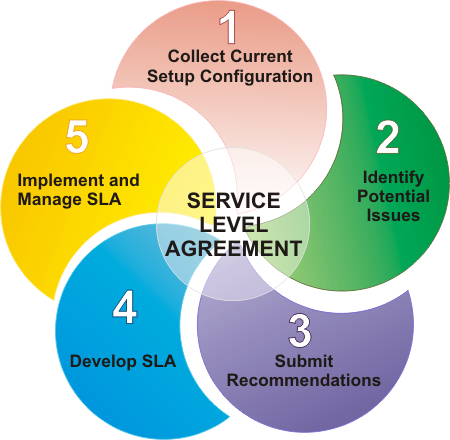 1
Collect Current
Setup Configuration
2
Identify
Potential
Issues
3
Submit
Recommendations
4
Develop SLA
5
Implement and
Manage SLA
SERVICE
LEVEL
AGREEMENT